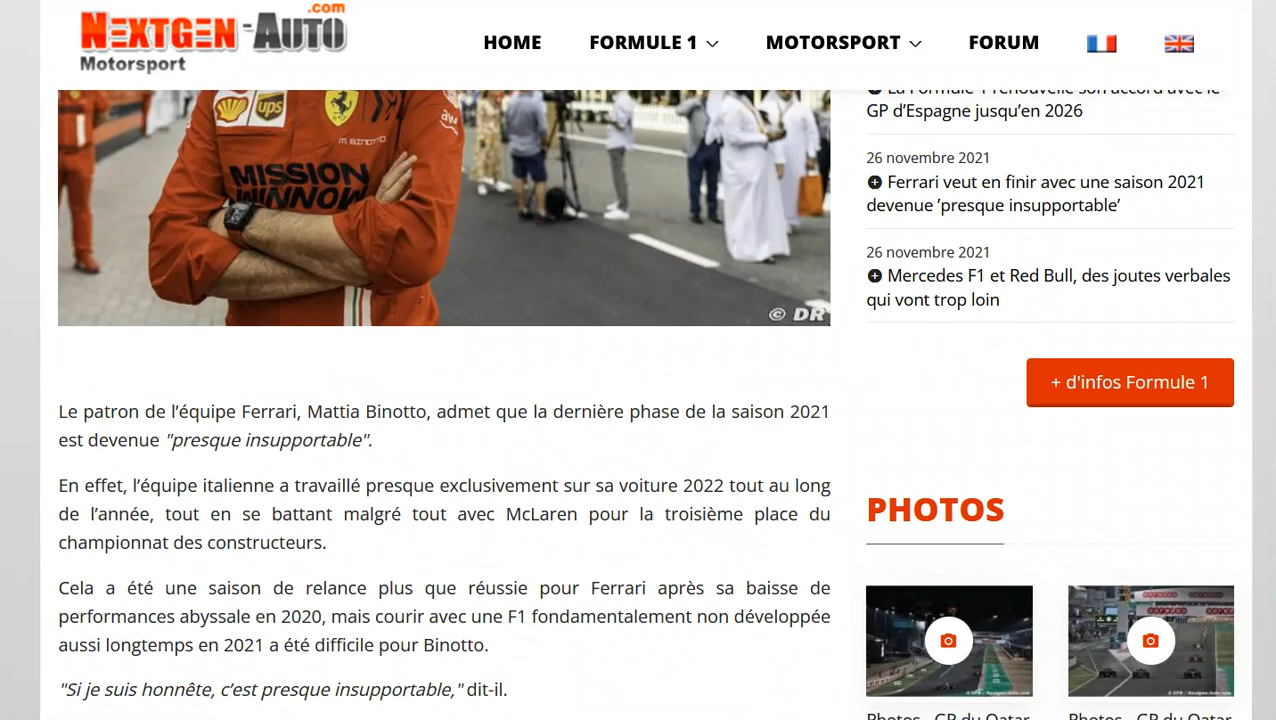 NEXTGEN-AUTO
.com
Motorsport
HOME
FORMULE 1
MOTORSPORT
FORUM
ups
M. BINOTTO
MISSION
WINNOW
© DR
La Formule 1 renouvelle son accord avec le
GP d’Espagne jusqu’en 2026
26 novembre 2021
Ferrari veut en finir avec une saison 2021
devenue ’presque insupportable’
26 novembre 2021
Mercedes F1 et Red Bull, des joutes verbales
qui vont trop loin
+ d'infos Formule 1
Le patron de l’équipe Ferrari, Mattia Binotto, admet que la dernière phase de la saison 2021
est devenue "presque insupportable".
En effet, l’équipe italienne a travaillé presque exclusivement sur sa voiture 2022 tout au long
de l’année, tout en se battant malgré tout avec McLaren pour la troisième place du
championnat des constructeurs.
Cela a été une saison de relance plus que réussie pour Ferrari après sa baisse de
performances abyssale en 2020, mais courir avec une F1 fondamentalement non développée
aussi longtemps en 2021 a été difficile pour Binotto.
"Si je suis honnête, c’est presque insupportable," dit-il.
PHOTOS
Photos - GP du Qatar
Photos - GP du Qatar